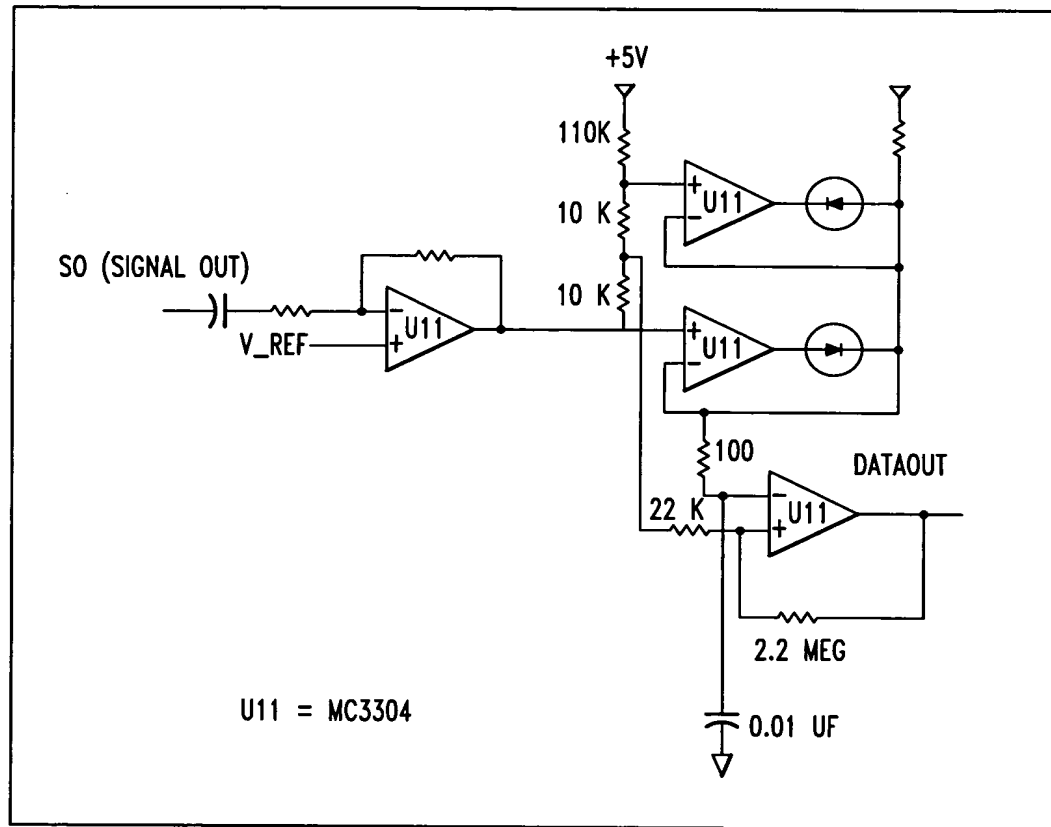 +5V
110K
+
U11
-
10 K
SO (SIGNAL OUT)
10 K
-
U11
+
V_REF
+
U11
-
100
DATAOUT
-
22 K
U11
+
2.2 MEG
U11 = MC3304
0.01 UF